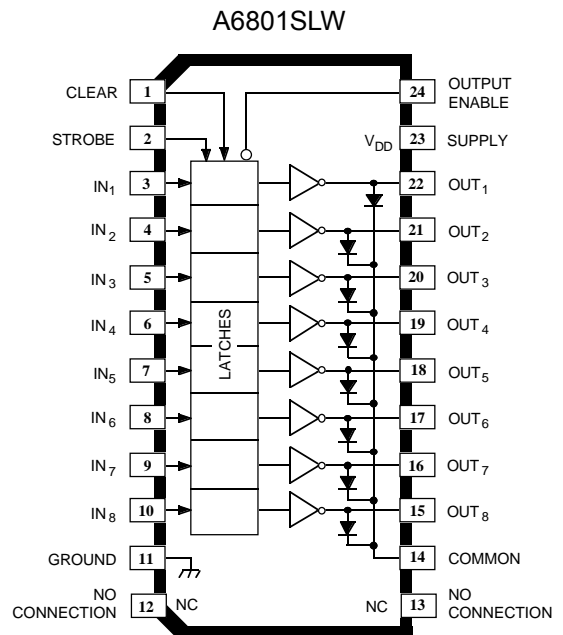 A6801SLW
CLEAR 1
24 OUTPUT ENABLE
STROBE 2
V_DD 23 SUPPLY
IN₁ 3
22 OUT₁
IN₂ 4
21 OUT₂
IN₃ 5
20 OUT₃
IN₄ 6
19 OUT₄
LATCHES
IN₅ 7
18 OUT₅
IN₆ 8
17 OUT₆
IN₇ 9
16 OUT₇
IN₈ 10
15 OUT₈
GROUND 11
14 COMMON
NO CONNECTION 12 NC
NC 13 NO CONNECTION